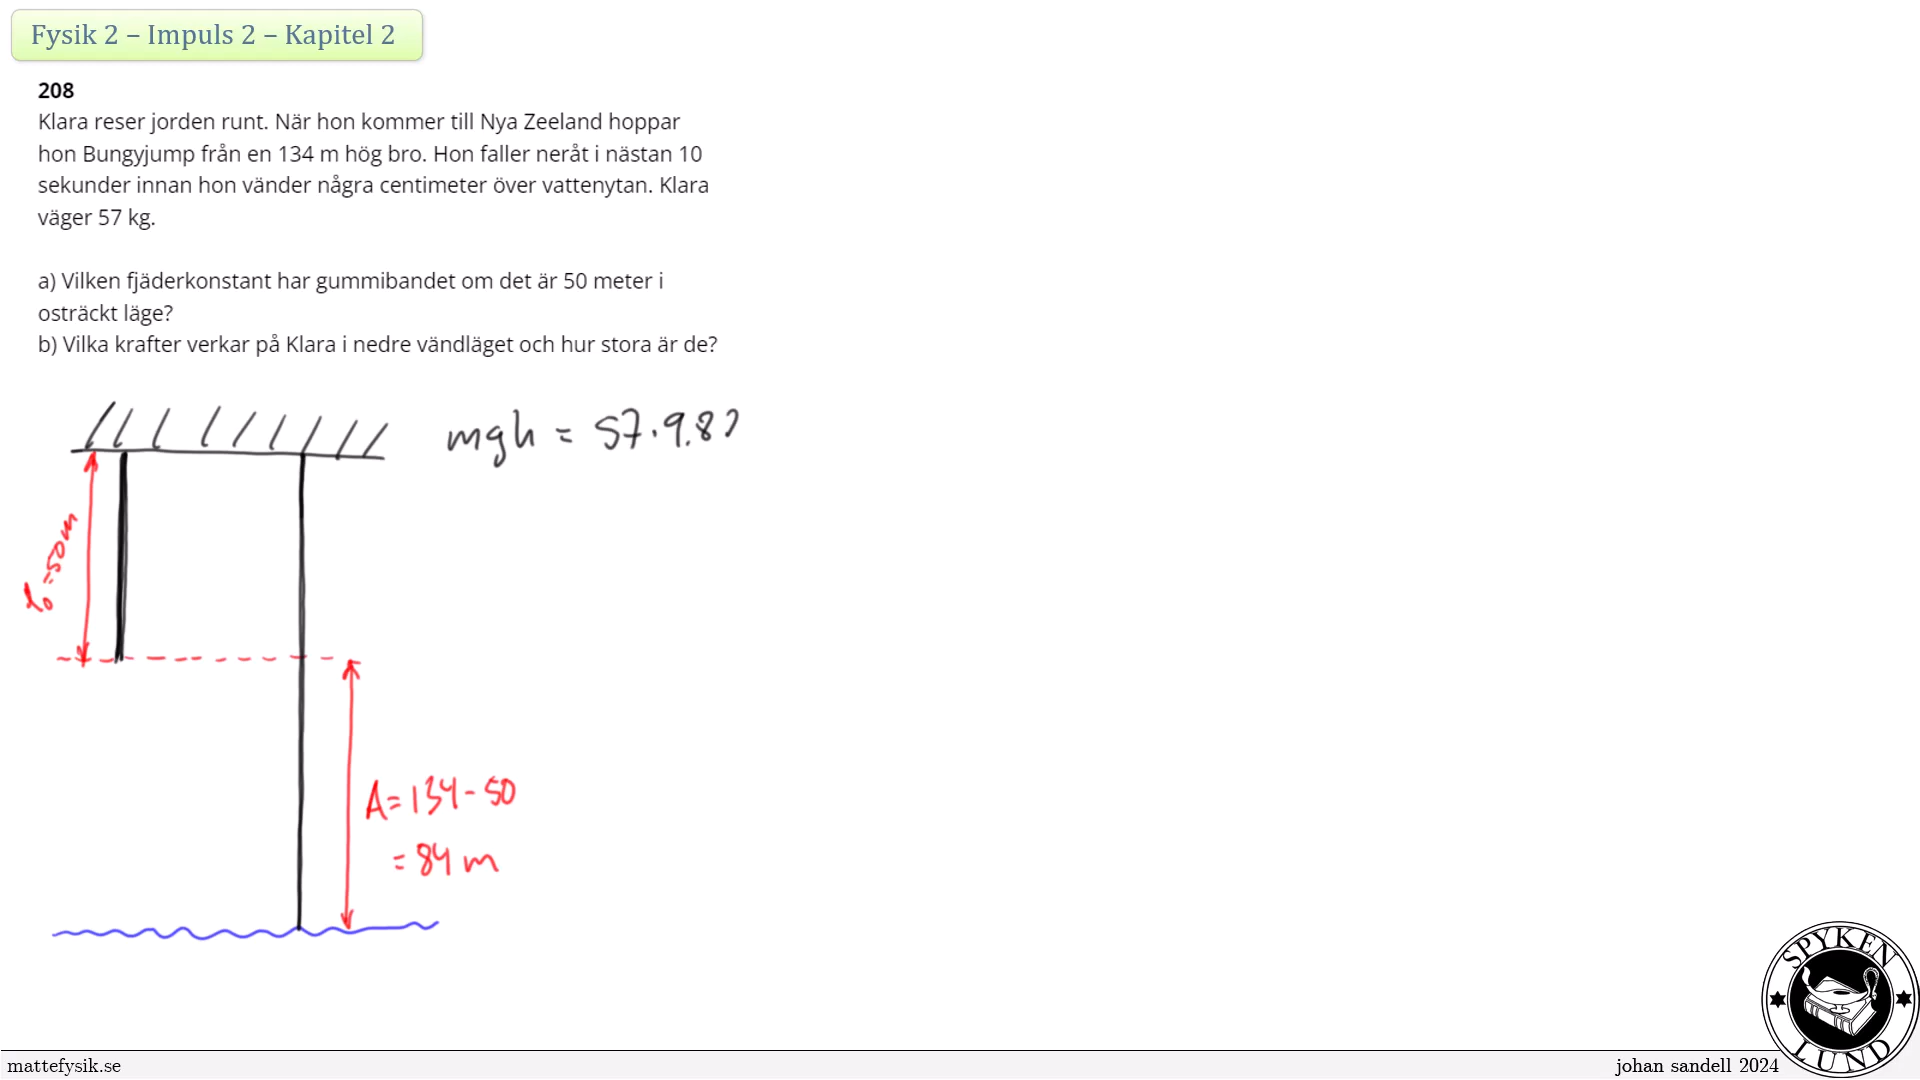 Fysik 2 – Impuls 2 – Kapitel 2
208
Klara reser jorden runt. När hon kommer till Nya Zeeland hoppar
hon Bungyjump från en 134 m hög bro. Hon faller neråt i nästan 10
sekunder innan hon vänder några centimeter över vattenytan. Klara
väger 57 kg.
a) Vilken fjäderkonstant har gummibandet om det är 50 meter i
osträckt läge?
b) Vilka krafter verkar på Klara i nedre vändläget och hur stora är de?
mgh = 57·9.82
l₀=50m
A=134-50
=84 m
SPYKEN
LUND
mattefysik.se
johan sandell 2024